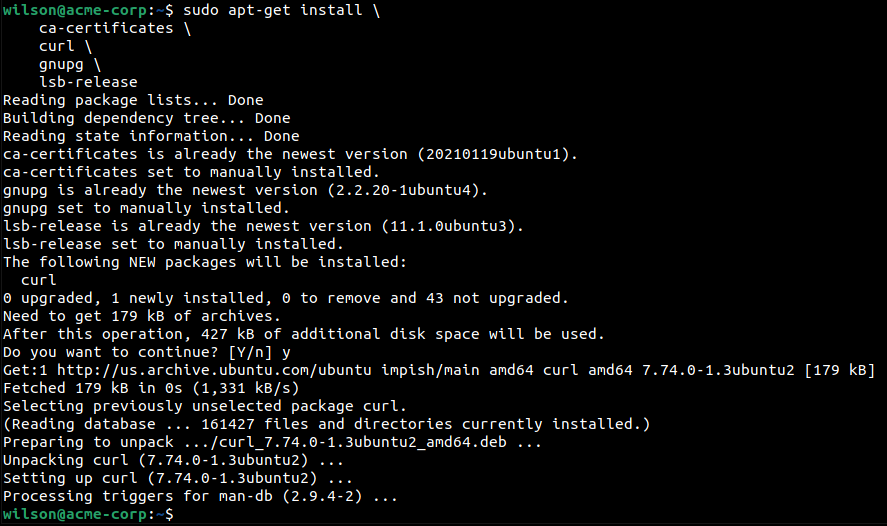 wilson@acme-corp:~$ sudo apt-get install \
    ca-certificates \
    curl \
    gnupg \
    lsb-release
Reading package lists... Done
Building dependency tree... Done
Reading state information... Done
ca-certificates is already the newest version (20210119ubuntu1).
ca-certificates set to manually installed.
gnupg is already the newest version (2.2.20-1ubuntu4).
gnupg set to manually installed.
lsb-release is already the newest version (11.1.0ubuntu3).
lsb-release set to manually installed.
The following NEW packages will be installed:
  curl
0 upgraded, 1 newly installed, 0 to remove and 43 not upgraded.
Need to get 179 kB of archives.
After this operation, 427 kB of additional disk space will be used.
Do you want to continue? [Y/n] y
Get:1 http://us.archive.ubuntu.com/ubuntu impish/main amd64 curl amd64 7.74.0-1.3ubuntu2 [179 kB]
Fetched 179 kB in 0s (1,331 kB/s)
Selecting previously unselected package curl.
(Reading database ... 161427 files and directories currently installed.)
Preparing to unpack .../curl_7.74.0-1.3ubuntu2_amd64.deb ...
Unpacking curl (7.74.0-1.3ubuntu2) ...
Setting up curl (7.74.0-1.3ubuntu2) ...
Processing triggers for man-db (2.9.4-2) ...
wilson@acme-corp:~$